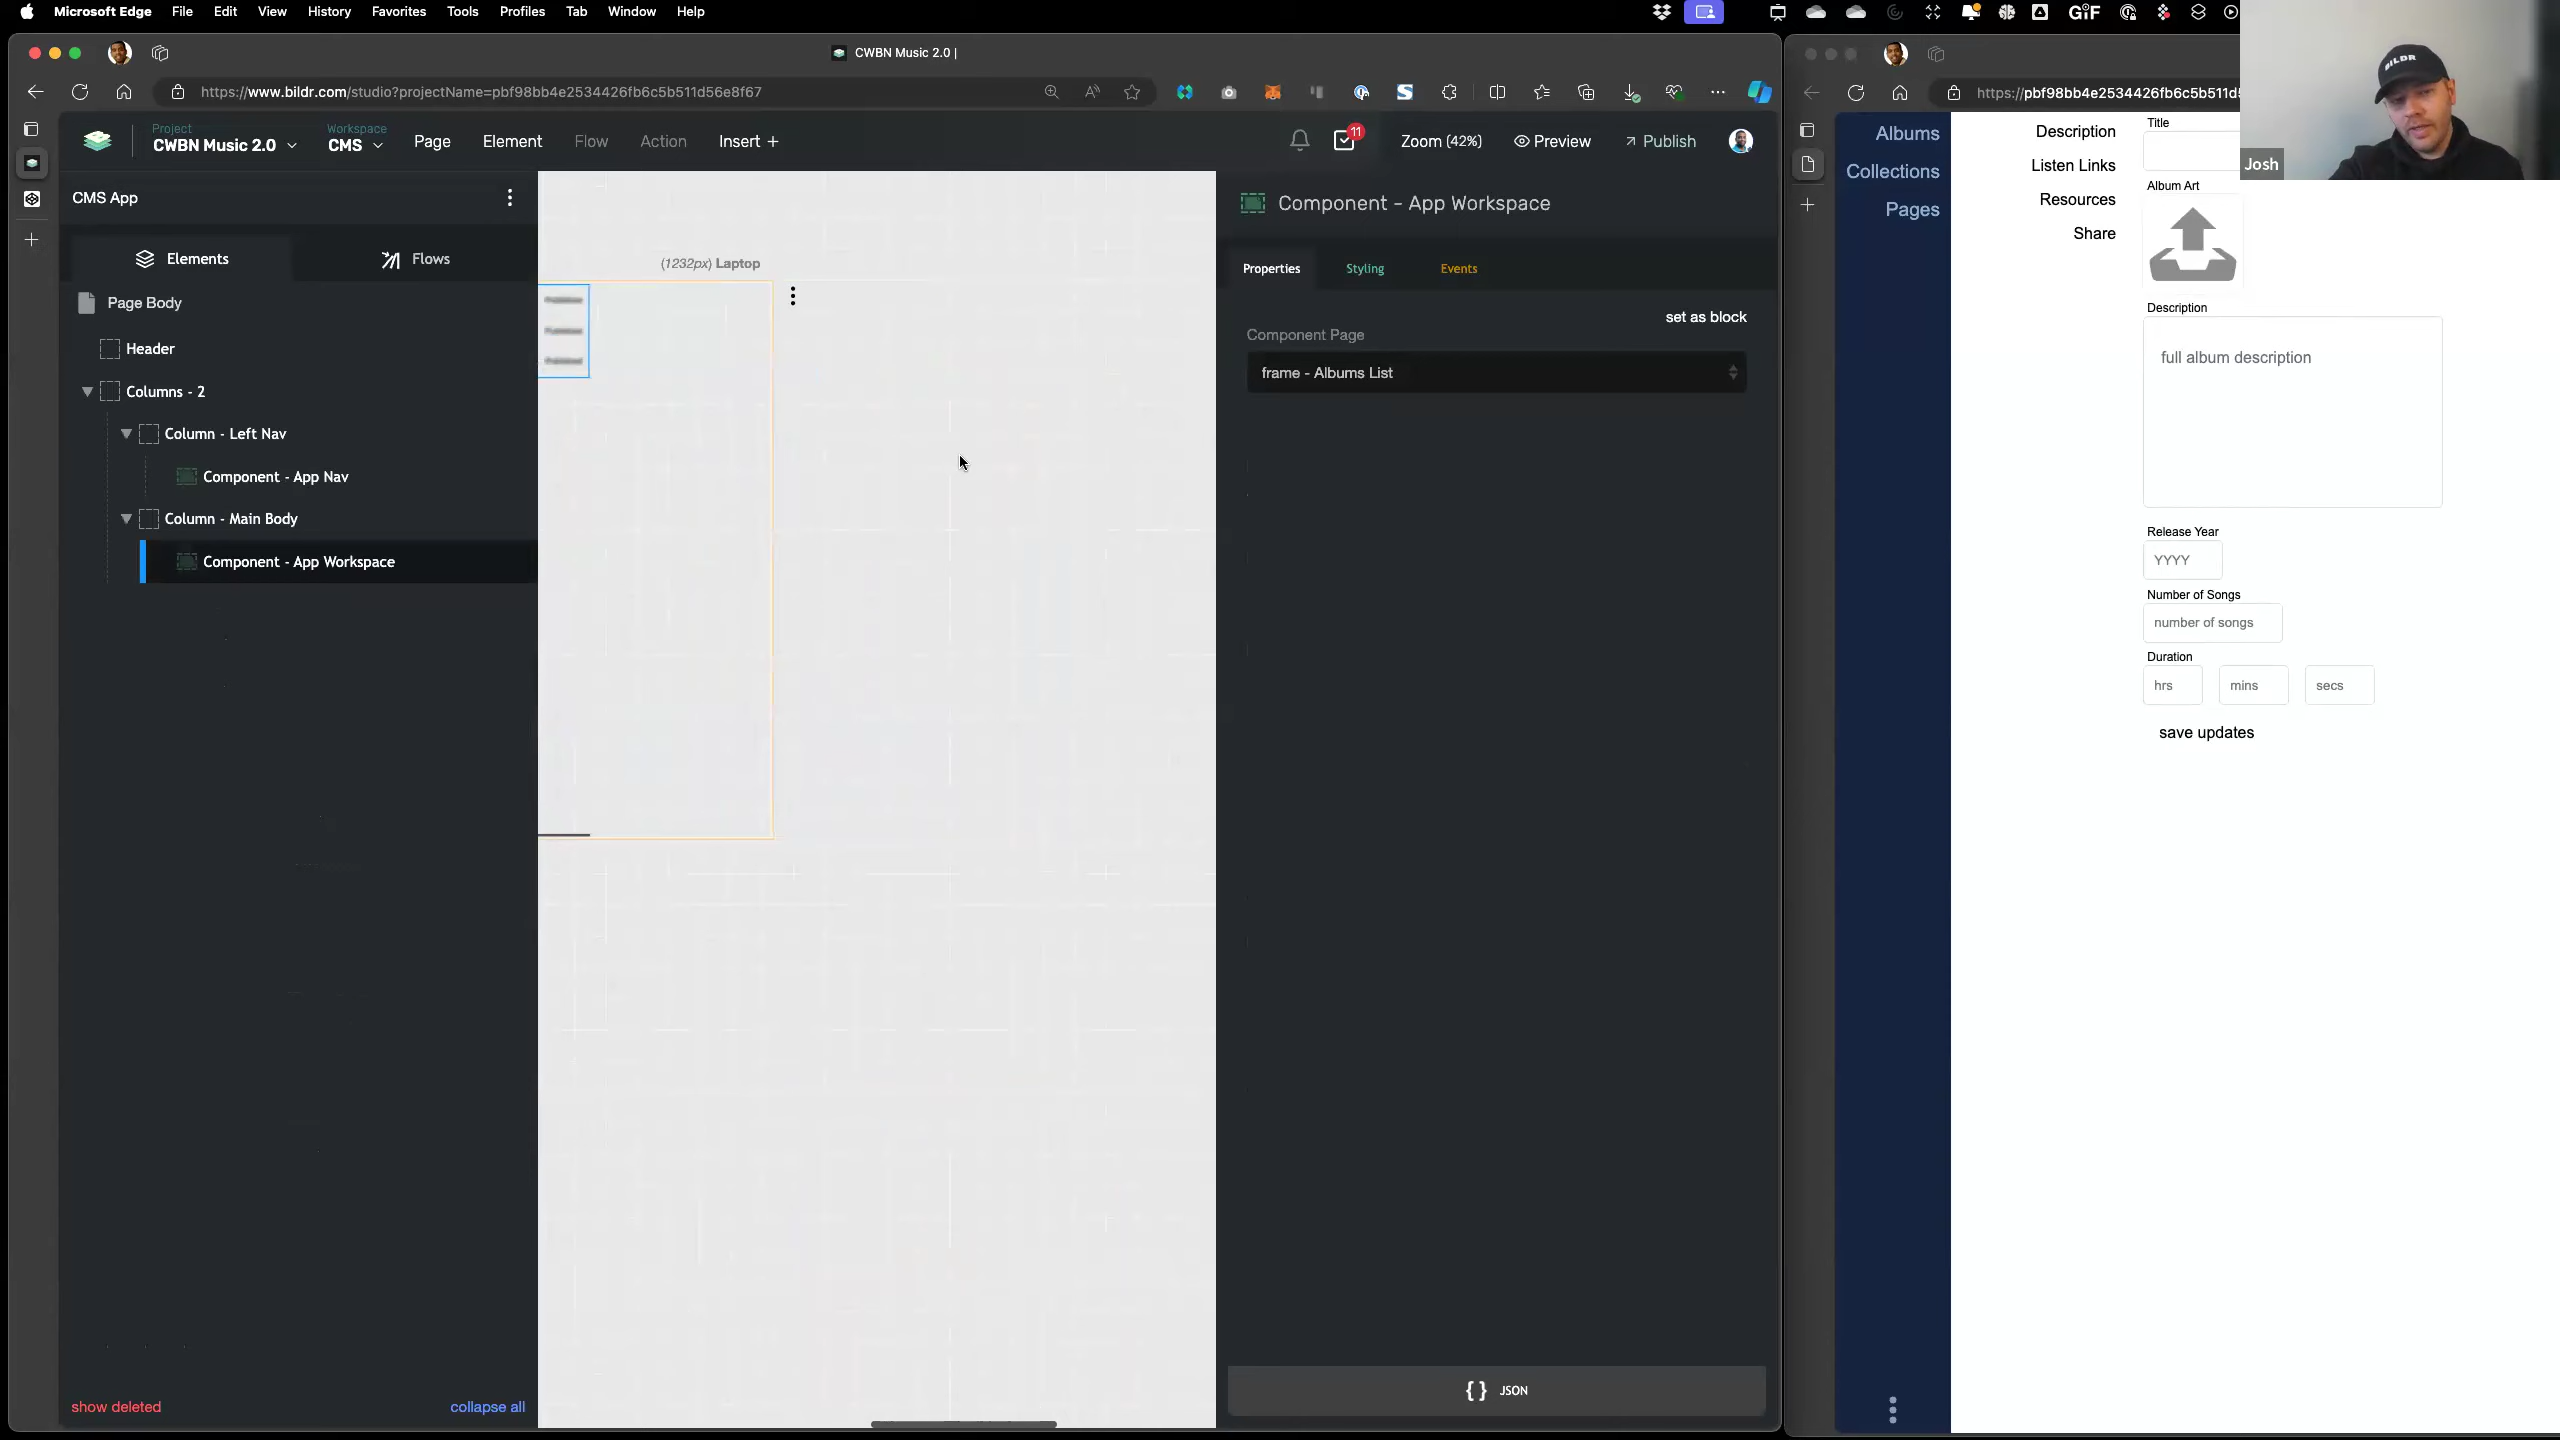 Microsoft Edge File Edit View History Favorites Tools Profiles Tab Window Help
GIF
CWBN Music 2.0 |
https://www.bildr.com/studio?projectName=pbf98bb4e2534426fb6c5b511d56e8f67
https://pbf98bb4e2534426fb6c5b511d5
BILDR
Josh
Project
CWBN Music 2.0
Workspace
CMS
Page Element Flow Action Insert +
11
Zoom (42%) Preview Publish
CMS App
Elements Flows
Page Body
Header
Columns - 2
Column - Left Nav
Component - App Nav
Column - Main Body
Component - App Workspace
show deleted collapse all
(1232px) Laptop
Component - App Workspace
Properties Styling Events
set as block
Component Page
frame - Albums List
{ } JSON
Albums
Collections
Pages
Description
Listen Links
Resources
Share
Title
Album Art
Description
full album description
Release Year
YYYY
Number of Songs
number of songs
Duration
hrs mins secs
save updates